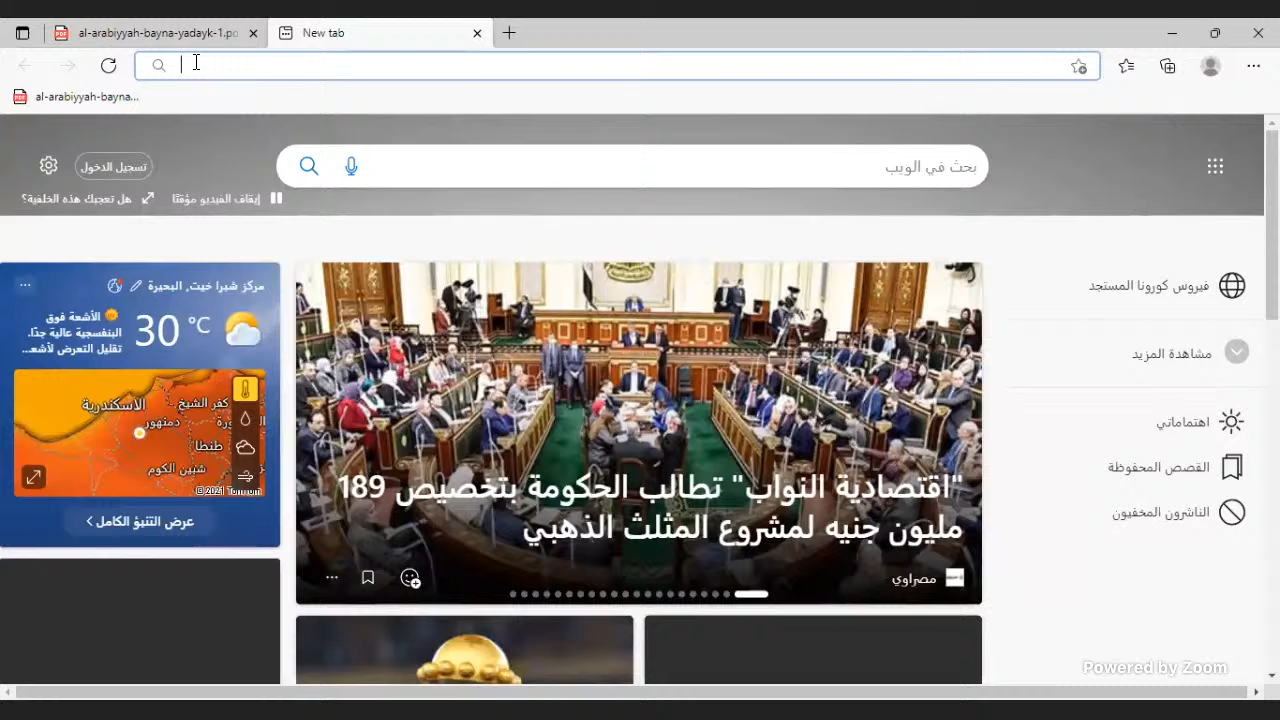 al-arabiyyah-bayna-yadayk-1.pd
New tab
al-arabiyyah-bayna...
تسجيل الدخول
بحث في الويب
هل تعجبك هذه الخلفية؟
إيقاف الفيديو مؤقتًا
مركز شبرا خيت, البحيرة
30 °C
الأشعة فوق
البنفسجية عالية جدًا.
تقليل التعرض لأشعـ...
الاسكندرية
كفر الشيخ
دمنهور
طنطا
شبين الكوم
© 2021 TomTom
عرض التنبؤ الكامل
"اقتصادية النواب" تطالب الحكومة بتخصيص 189
مليون جنيه لمشروع المثلث الذهبي
مصراوي
فيروس كورونا المستجد
مشاهدة المزيد
اهتماماتي
القصص المحفوظة
الناشرون المخفيون
Powered by Zoom